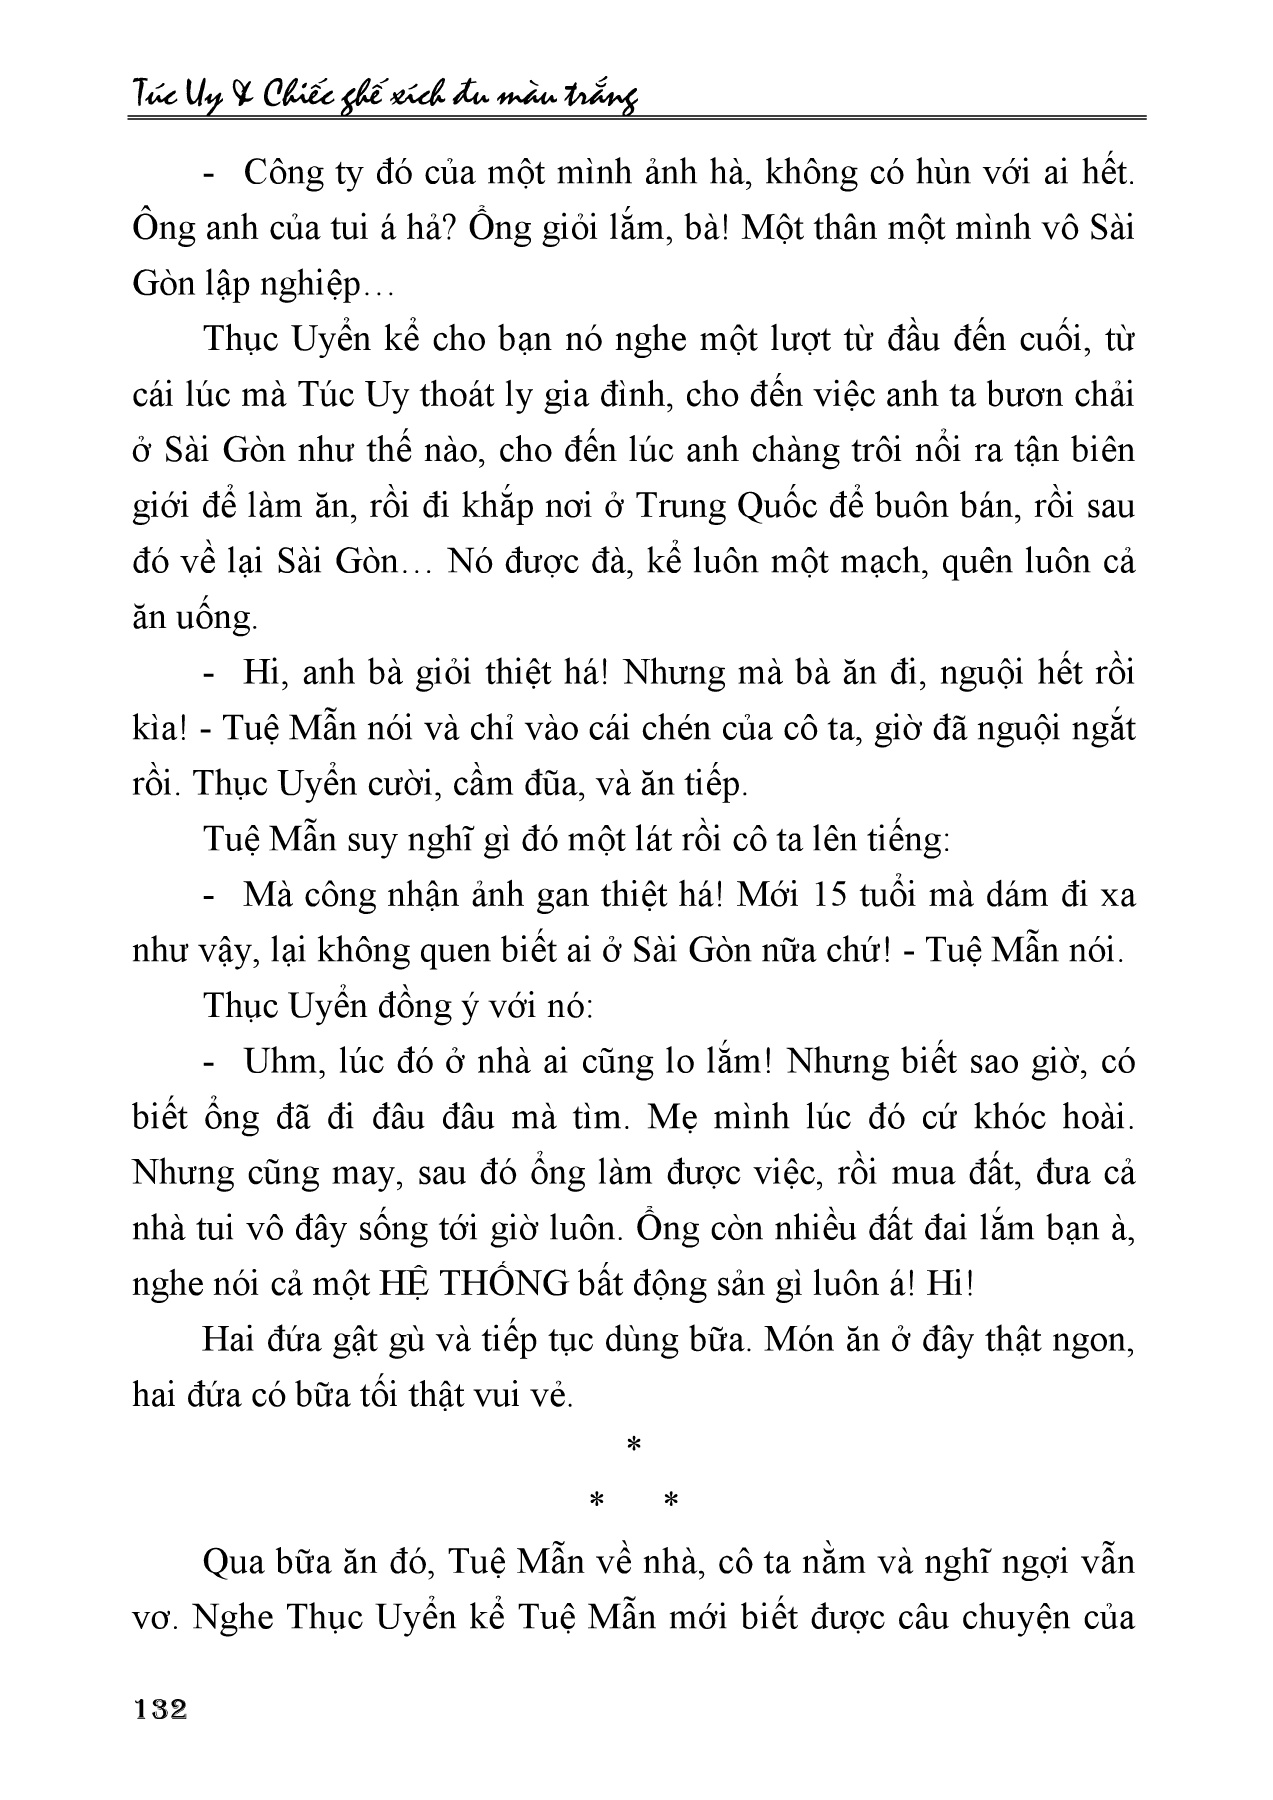 Túc Uy & Chiếc ghế xích đu màu trắng
- Công ty đó của một mình ảnh hà, không có hùn với ai hết.
Ông anh của tui á hả? Ổng giỏi lắm, bà! Một thân một mình vô Sài
Gòn lập nghiệp…
Thục Uyển kể cho bạn nó nghe một lượt từ đầu đến cuối, từ
cái lúc mà Túc Uy thoát ly gia đình, cho đến việc anh ta bươn chải
ở Sài Gòn như thế nào, cho đến lúc anh chàng trôi nổi ra tận biên
giới để làm ăn, rồi đi khắp nơi ở Trung Quốc để buôn bán, rồi sau
đó về lại Sài Gòn… Nó được đà, kể luôn một mạch, quên luôn cả
ăn uống.
- Hi, anh bà giỏi thiệt há! Nhưng mà bà ăn đi, nguội hết rồi
kìa! - Tuệ Mẫn nói và chỉ vào cái chén của cô ta, giờ đã nguội ngắt
rồi. Thục Uyển cười, cầm đũa, và ăn tiếp.
Tuệ Mẫn suy nghĩ gì đó một lát rồi cô ta lên tiếng:
- Mà công nhận ảnh gan thiệt há! Mới 15 tuổi mà dám đi xa
như vậy, lại không quen biết ai ở Sài Gòn nữa chứ! - Tuệ Mẫn nói.
Thục Uyển đồng ý với nó:
- Uhm, lúc đó ở nhà ai cũng lo lắm! Nhưng biết sao giờ, có
biết ổng đã đi đâu đâu mà tìm. Mẹ mình lúc đó cứ khóc hoài.
Nhưng cũng may, sau đó ổng làm được việc, rồi mua đất, đưa cả
nhà tui vô đây sống tới giờ luôn. Ổng còn nhiều đất đai lắm bạn à,
nghe nói cả một HỆ THỐNG bất động sản gì luôn á! Hi!
Hai đứa gật gù và tiếp tục dùng bữa. Món ăn ở đây thật ngon,
hai đứa có bữa tối thật vui vẻ.
*
* *
Qua bữa ăn đó, Tuệ Mẫn về nhà, cô ta nằm và nghĩ ngợi vẫn
vơ. Nghe Thục Uyển kể Tuệ Mẫn mới biết được câu chuyện của
132